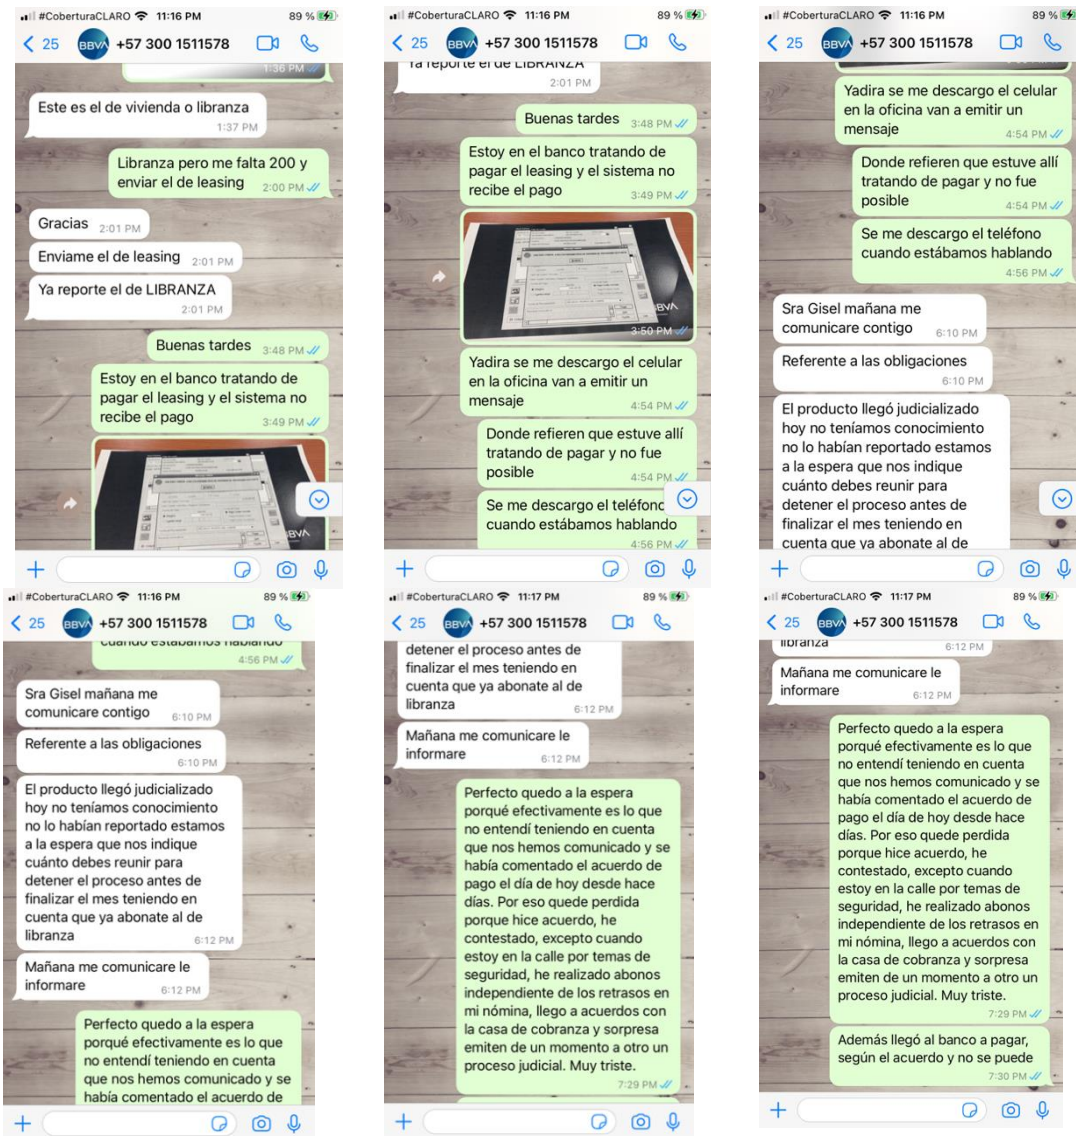 #CoberturaCLARO 11:16 PM 89 %
25 BBVA +57 300 1511578
1:36 PM
Este es el de vivienda o libranza
1:37 PM
Libranza pero me falta 200 y
enviar el de leasing 2:00 PM
Gracias 2:01 PM
Enviame el de leasing 2:01 PM
Ya reporte el de LIBRANZA
2:01 PM
Buenas tardes 3:48 PM
Estoy en el banco tratando de
pagar el leasing y el sistema no
recibe el pago 3:49 PM
BBVA
#CoberturaCLARO 11:16 PM 89 %
25 BBVA +57 300 1511578
Ya reporte el de LIBRANZA
2:01 PM
Buenas tardes 3:48 PM
Estoy en el banco tratando de
pagar el leasing y el sistema no
recibe el pago 3:49 PM
BBVA
3:50 PM
Yadira se me descargo el celular
en la oficina van a emitir un
mensaje 4:54 PM
Donde refieren que estuve allí
tratando de pagar y no fue
posible 4:54 PM
Se me descargo el teléfono
cuando estábamos hablando
4:56 PM
#CoberturaCLARO 11:16 PM 89 %
25 BBVA +57 300 1511578
Yadira se me descargo el celular
en la oficina van a emitir un
mensaje 4:54 PM
Donde refieren que estuve allí
tratando de pagar y no fue
posible 4:54 PM
Se me descargo el teléfono
cuando estábamos hablando
4:56 PM
Sra Gisel mañana me
comunicare contigo 6:10 PM
Referente a las obligaciones
6:10 PM
El producto llegó judicializado
hoy no teníamos conocimiento
no lo habían reportado estamos
a la espera que nos indique
cuánto debes reunir para
detener el proceso antes de
finalizar el mes teniendo en
cuenta que ya abonate al de
#CoberturaCLARO 11:16 PM 89 %
25 BBVA +57 300 1511578
cuando estábamos hablando
4:56 PM
Sra Gisel mañana me
comunicare contigo 6:10 PM
Referente a las obligaciones
6:10 PM
El producto llegó judicializado
hoy no teníamos conocimiento
no lo habían reportado estamos
a la espera que nos indique
cuánto debes reunir para
detener el proceso antes de
finalizar el mes teniendo en
cuenta que ya abonate al de
libranza 6:12 PM
Mañana me comunicare le
informare 6:12 PM
Perfecto quedo a la espera
porqué efectivamente es lo que
no entendí teniendo en cuenta
que nos hemos comunicado y se
había comentado el acuerdo de
#CoberturaCLARO 11:17 PM 89 %
25 BBVA +57 300 1511578
detener el proceso antes de
finalizar el mes teniendo en
cuenta que ya abonate al de
libranza 6:12 PM
Mañana me comunicare le
informare 6:12 PM
Perfecto quedo a la espera
porqué efectivamente es lo que
no entendí teniendo en cuenta
que nos hemos comunicado y se
había comentado el acuerdo de
pago el día de hoy desde hace
días. Por eso quede perdida
porque hice acuerdo, he
contestado, excepto cuando
estoy en la calle por temas de
seguridad, he realizado abonos
independiente de los retrasos en
mi nómina, llego a acuerdos con
la casa de cobranza y sorpresa
emiten de un momento a otro un
proceso judicial. Muy triste.
7:29 PM
#CoberturaCLARO 11:17 PM 89 %
25 BBVA +57 300 1511578
libranza 6:12 PM
Mañana me comunicare le
informare 6:12 PM
Perfecto quedo a la espera
porqué efectivamente es lo que
no entendí teniendo en cuenta
que nos hemos comunicado y se
había comentado el acuerdo de
pago el día de hoy desde hace
días. Por eso quede perdida
porque hice acuerdo, he
contestado, excepto cuando
estoy en la calle por temas de
seguridad, he realizado abonos
independiente de los retrasos en
mi nómina, llego a acuerdos con
la casa de cobranza y sorpresa
emiten de un momento a otro un
proceso judicial. Muy triste.
7:29 PM
Además llegó al banco a pagar,
según el acuerdo y no se puede
7:30 PM